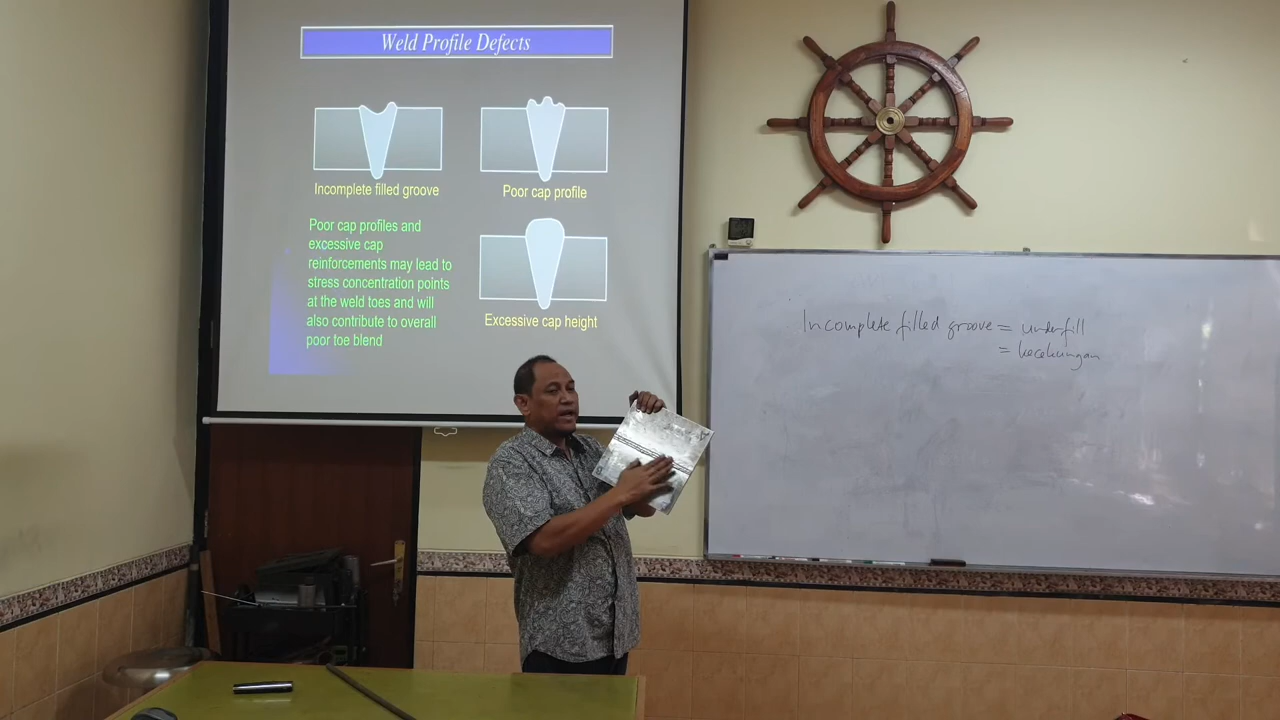 Weld Profile Defects
Incomplete filled groove
Poor cap profile
Poor cap profiles and
excessive cap
reinforcements may lead to
stress concentration points
at the weld toes and will
also contribute to overall
poor toe blend
Excessive cap height
Incomplete filled groove = underfill
= kecekungan